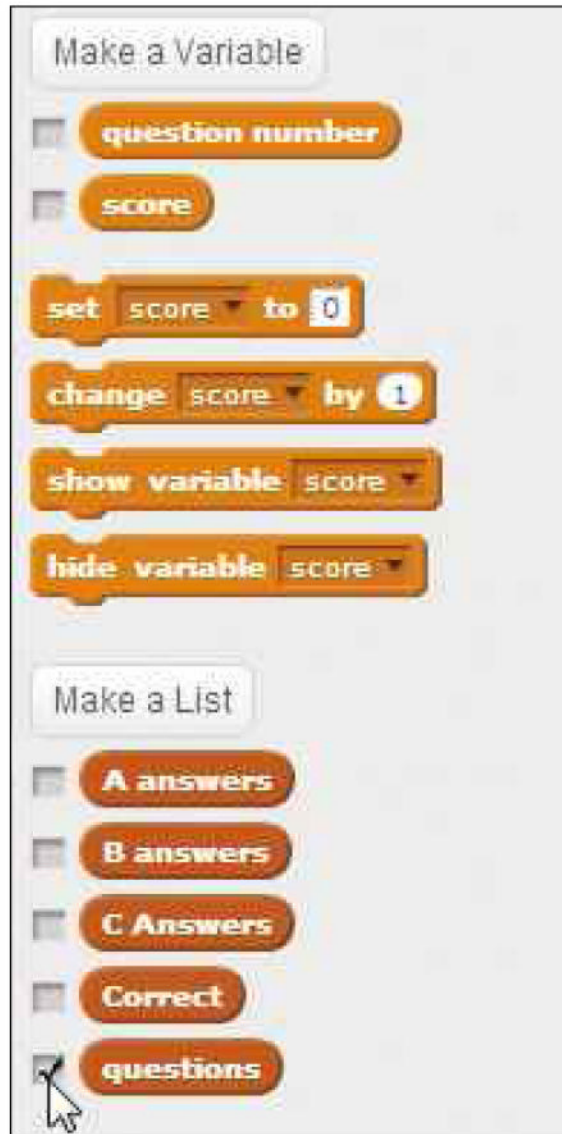 Make a Variable
question number
score
set score to 0
change score by 1
show variable score
hide variable score
Make a List
A answers
B answers
C Answers
Correct
questions